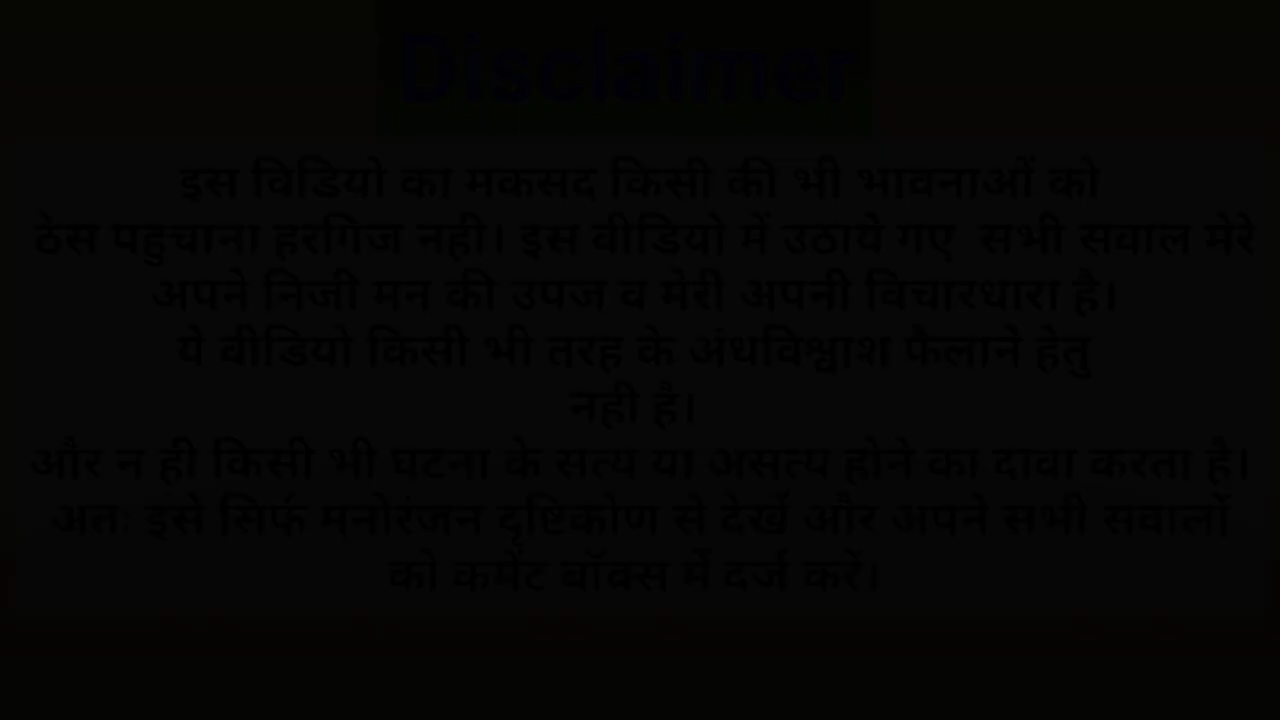 Disclaimer
इस विडियो का मकसद किसी की भी भावनाओं को
ठेस पहुचाना हरगिज नही। इस वीडियो में उठाये गए सभी सवाल मेरे
अपने निजी मन की उपज व मेरी अपनी विचारधारा है।
ये वीडियो किसी भी तरह के अंधविश्वाश फैलाने हेतु
नही है।
और न ही किसी भी घटना के सत्य या असत्य होने का दावा करता है।
अतः इसे सिर्फ मनोरंजन दृष्टिकोण से देखें और अपने सभी सवालों
को कमेंट बॉक्स में दर्ज करें।